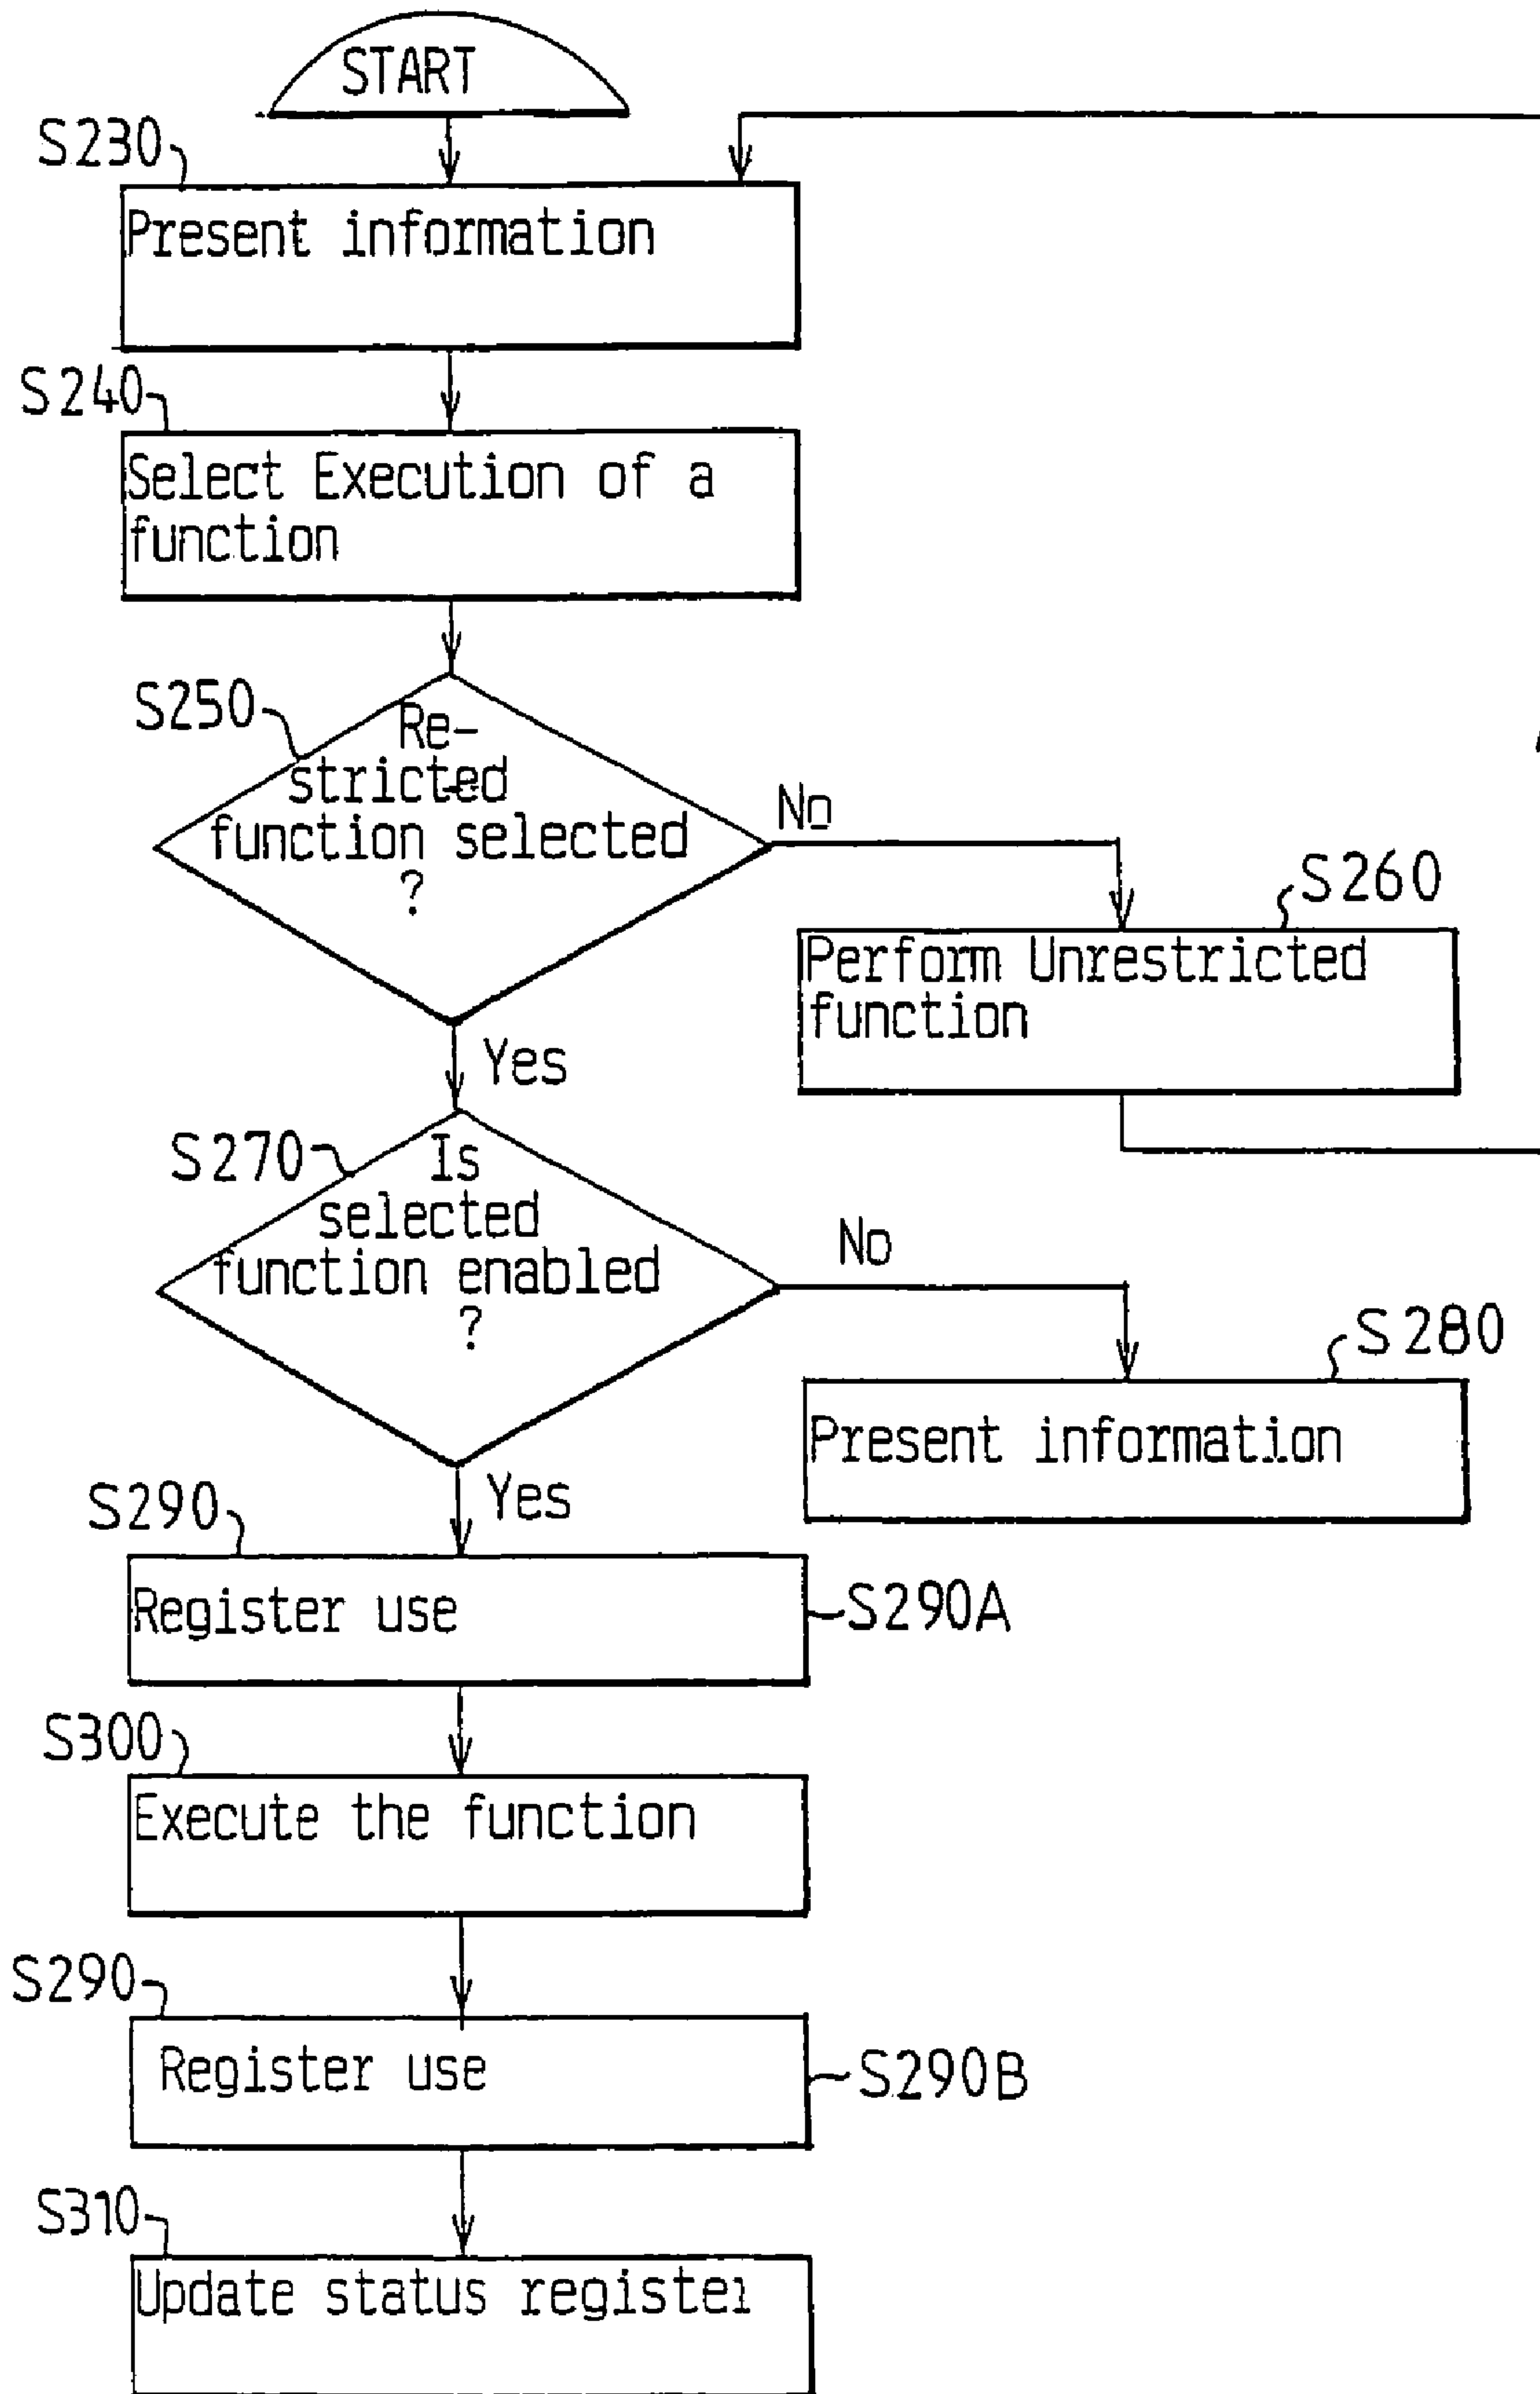 START
S230
Present information
S240
Select Execution of a
function
S250
Re-
stricted
function selected
?
No
S260
Perform Unrestricted
function
Yes
S270
Is
selected
function enabled
?
No
S280
Present information
Yes
S290
Register use
S290A
S300
Execute the function
S290
Register use
S290B
S310
Update status register